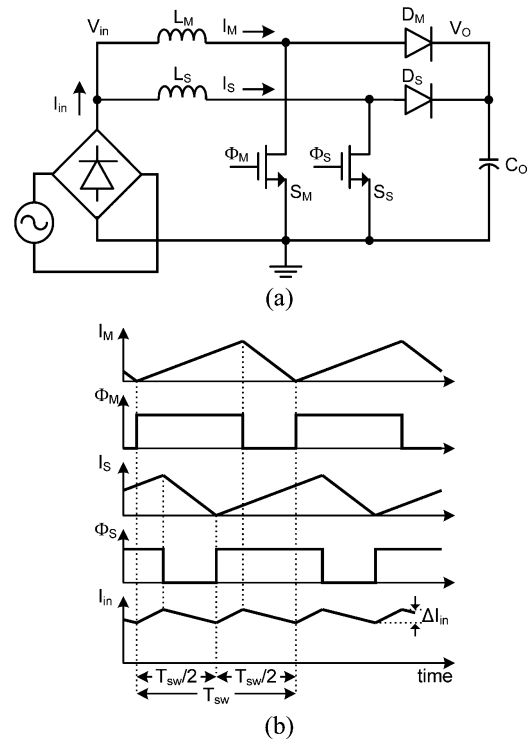 V_in L_M I_M D_M V_O
L_S I_S D_S
I_in
Φ_M Φ_S
S_M S_S C_O
(a)
I_M
Φ_M
I_S
Φ_S
I_in
ΔI_in
T_sw/2 T_sw/2 time
T_sw
(b)